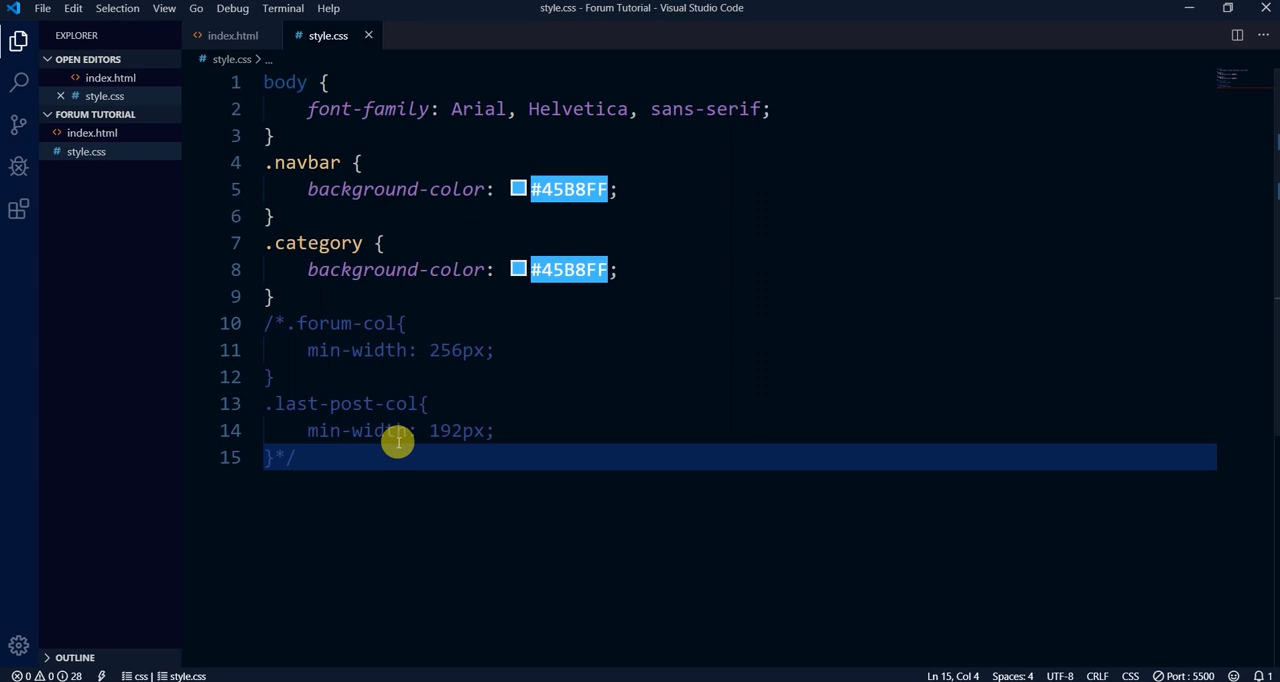 File Edit Selection View Go Debug Terminal Help style.css - Forum Tutorial - Visual Studio Code
EXPLORER
OPEN EDITORS
index.html
style.css
FORUM TUTORIAL
index.html
style.css
OUTLINE
index.html style.css
style.css > ...
1 body {
2 font-family: Arial, Helvetica, sans-serif;
3 }
4 .navbar {
5 background-color: #45B8FF;
6 }
7 .category {
8 background-color: #45B8FF;
9 }
10 /*.forum-col{
11 min-width: 256px;
12 }
13 .last-post-col{
14 min-width: 192px;
15 }*/
0 0 28 css | style.css Ln 15, Col 4 Spaces: 4 UTF-8 CRLF CSS Port : 5500 1